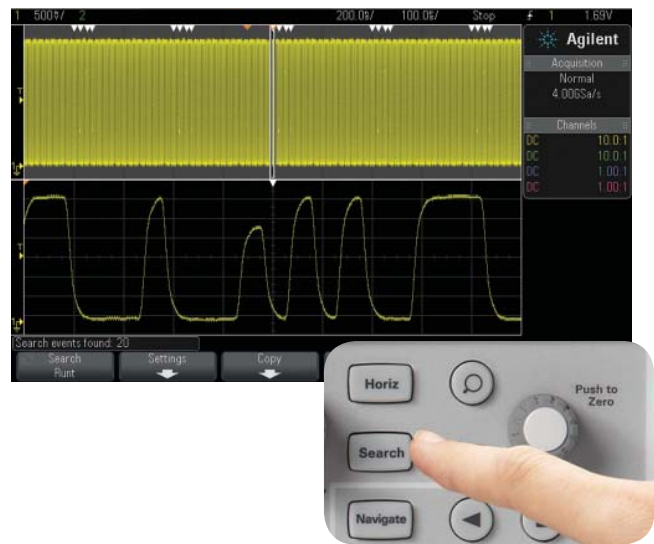 1 500▽/ 2 200.0▽/ 100.0▽/ Stop 1 1.69V
Agilent
Acquisition
Normal
4.00GSa/s
Channels
DC 10.0:1
DC 10.0:1
DC 1.00:1
DC 1.00:1
T
T
Search events found: 20
Search Settings Copy
Runt
Horiz
Push to
Zero
Search
Navigate